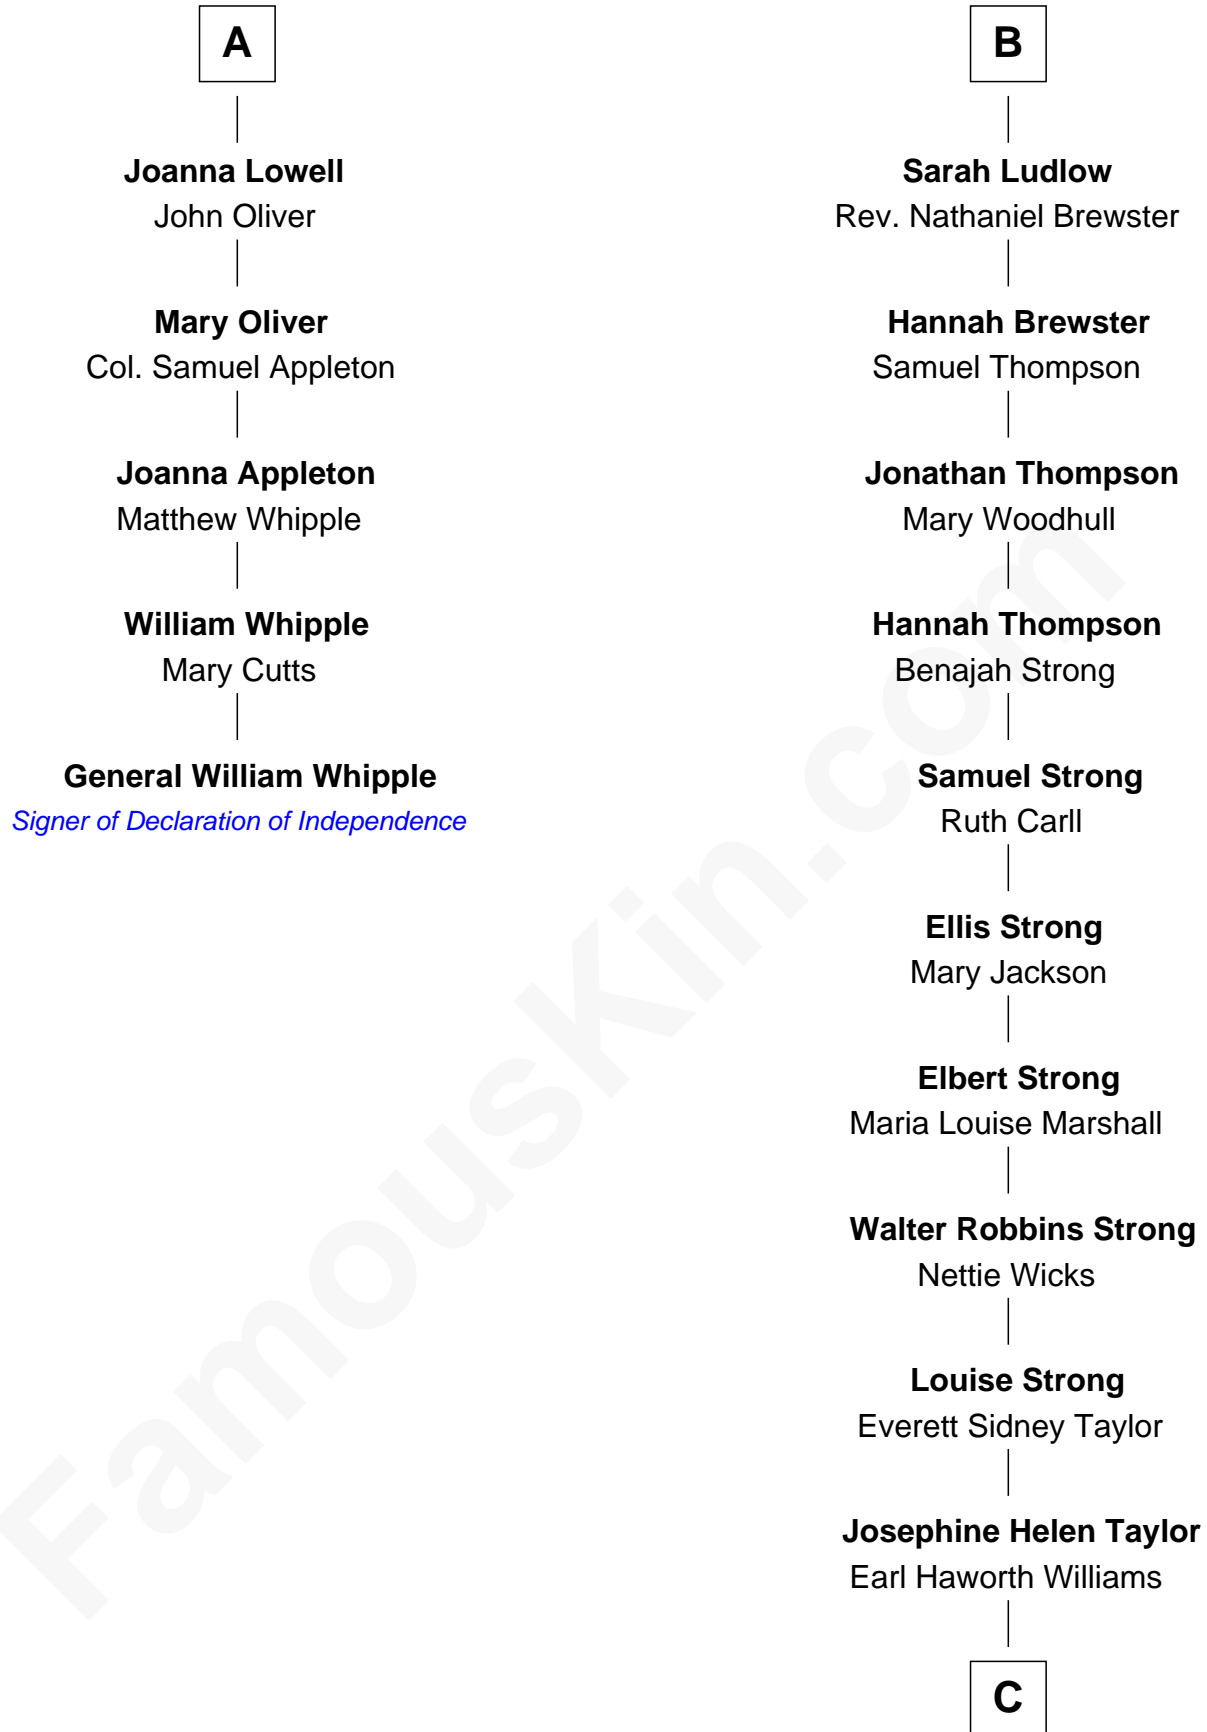 A
Joanna Lowell
John Oliver
Mary Oliver
Col. Samuel Appleton
Joanna Appleton
Matthew Whipple
William Whipple
Mary Cutts
General William Whipple
Signer of Declaration of Independence
B
Sarah Ludlow
Rev. Nathaniel Brewster
Hannah Brewster
Samuel Thompson
Jonathan Thompson
Mary Woodhull
Hannah Thompson
Benajah Strong
Samuel Strong
Ruth Carll
Ellis Strong
Mary Jackson
Elbert Strong
Maria Louise Marshall
Walter Robbins Strong
Nettie Wicks
Louise Strong
Everett Sidney Taylor
Josephine Helen Taylor
Earl Haworth Williams
C
FamousKin.com